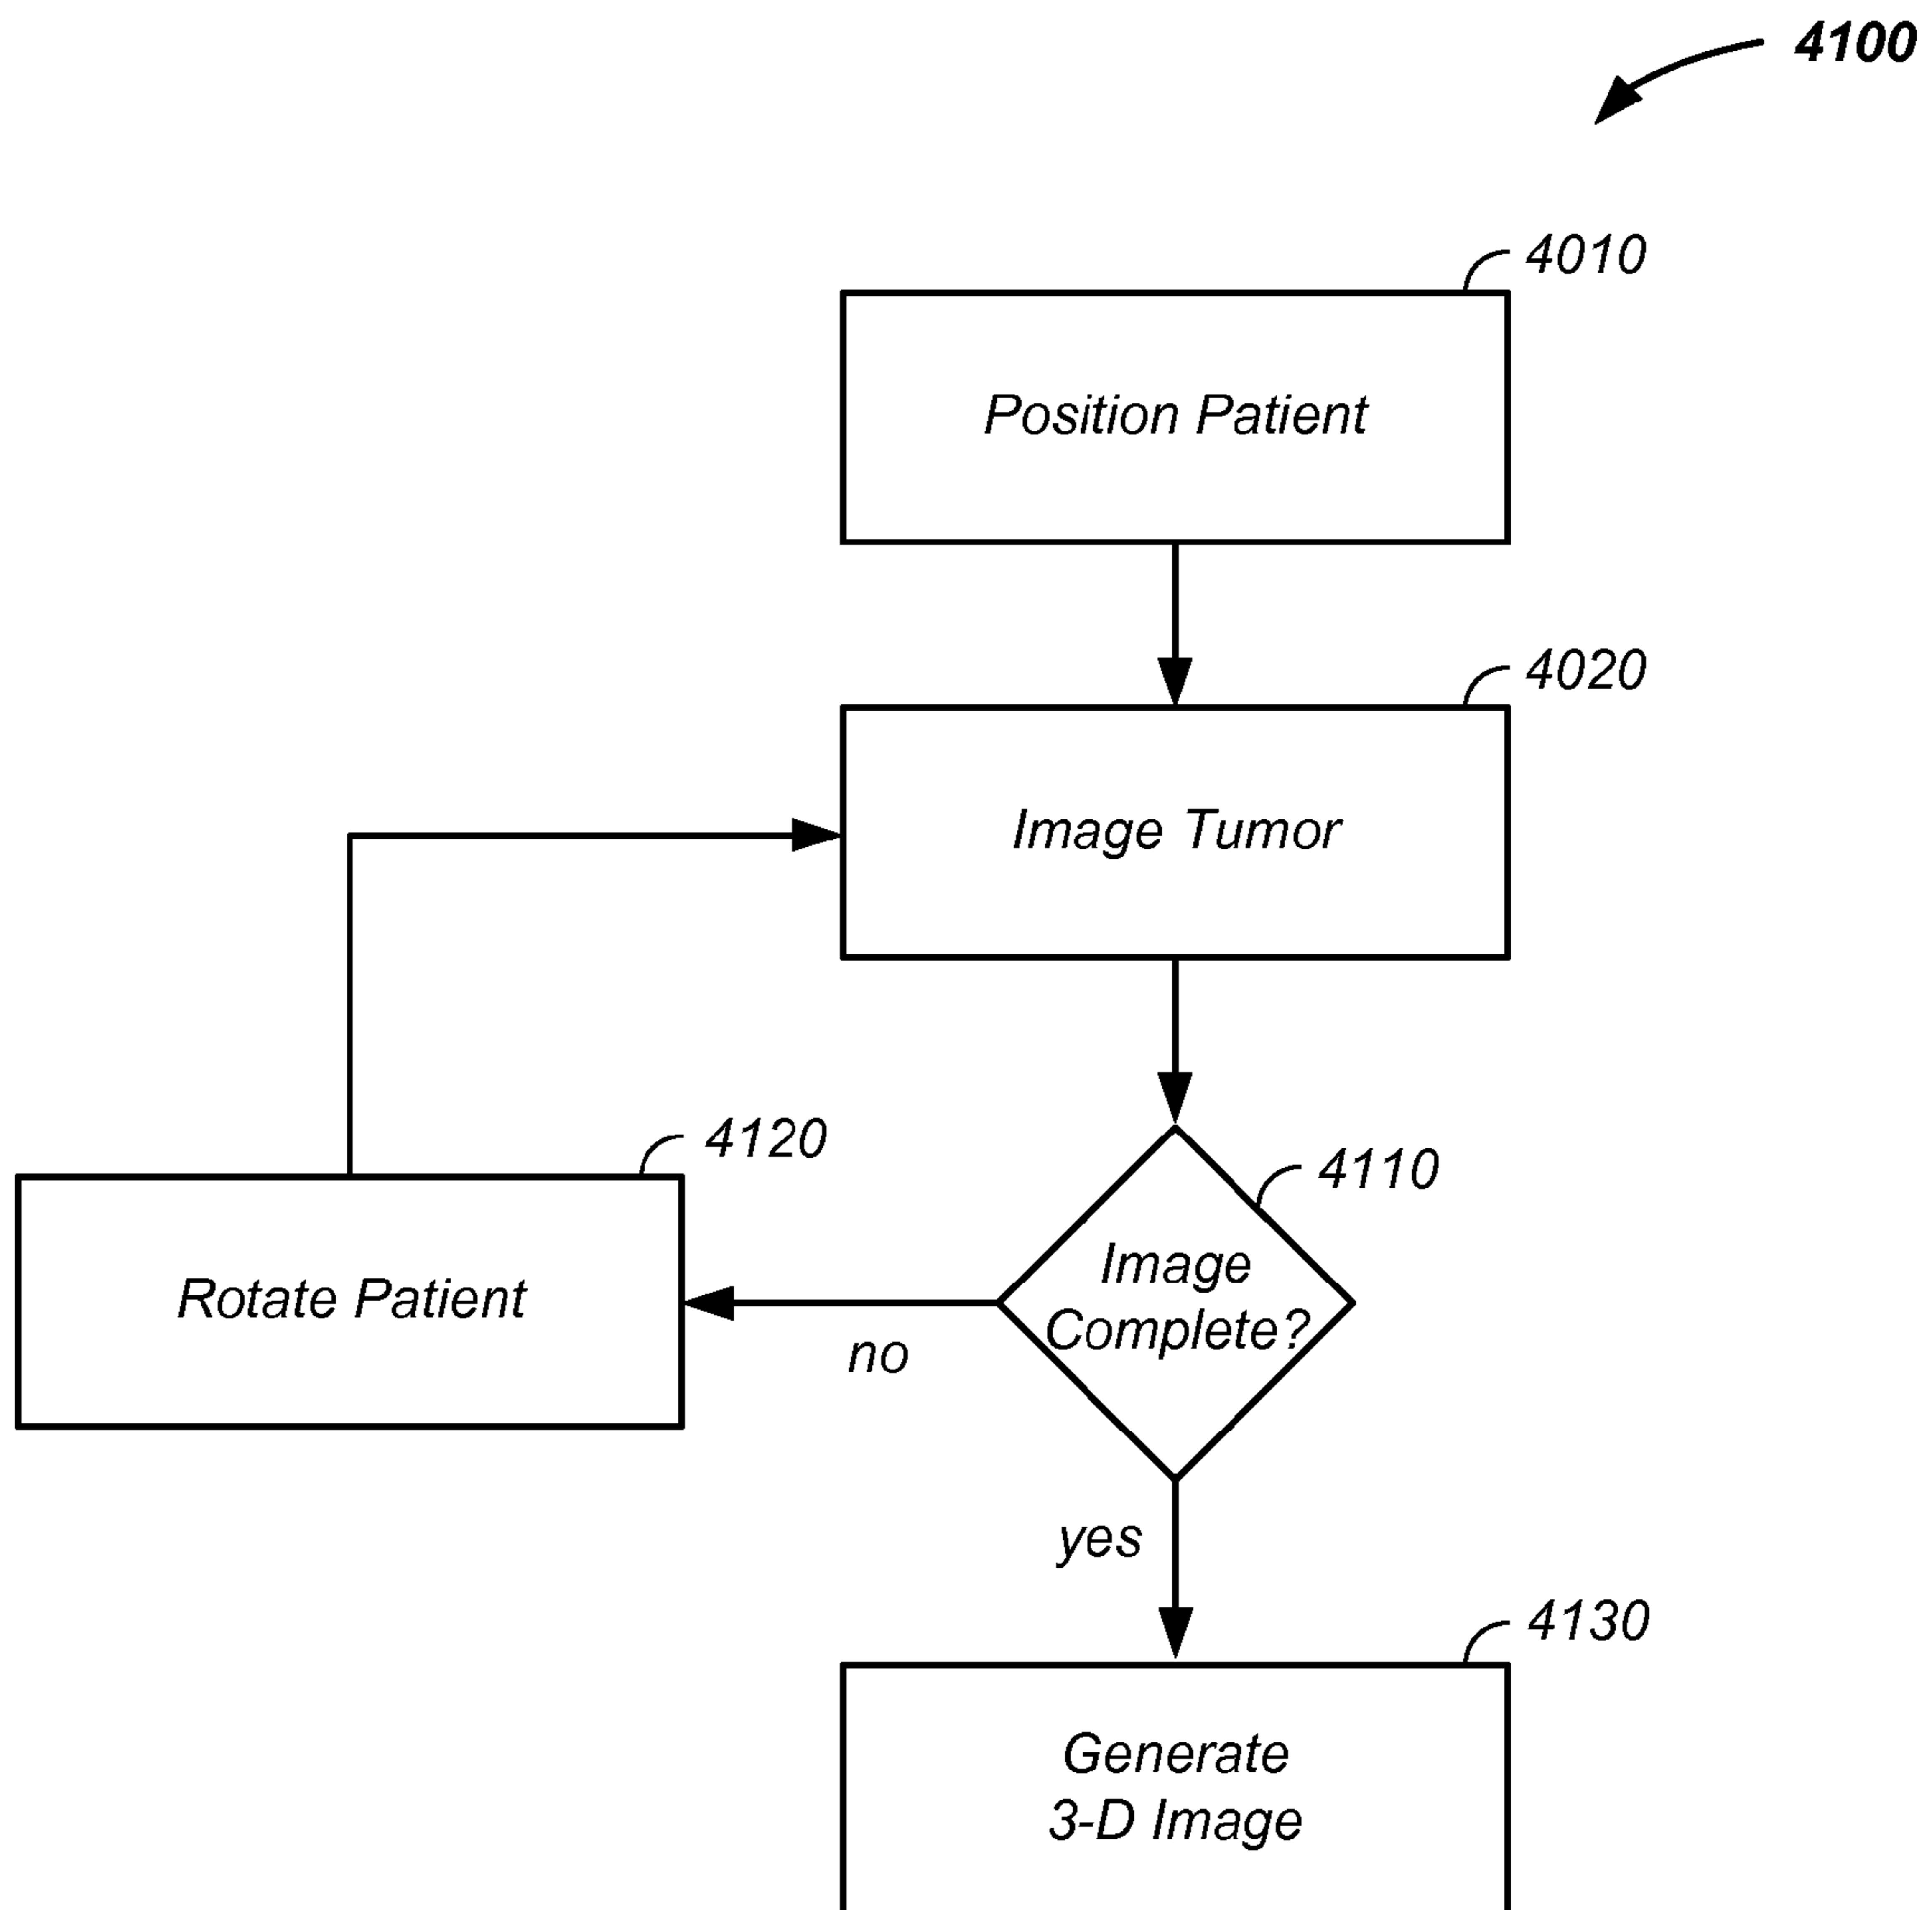 4100
4010
Position Patient
4020
Image Tumor
4120
4110
Image
Complete?
Rotate Patient
no
yes
4130
Generate
3-D Image